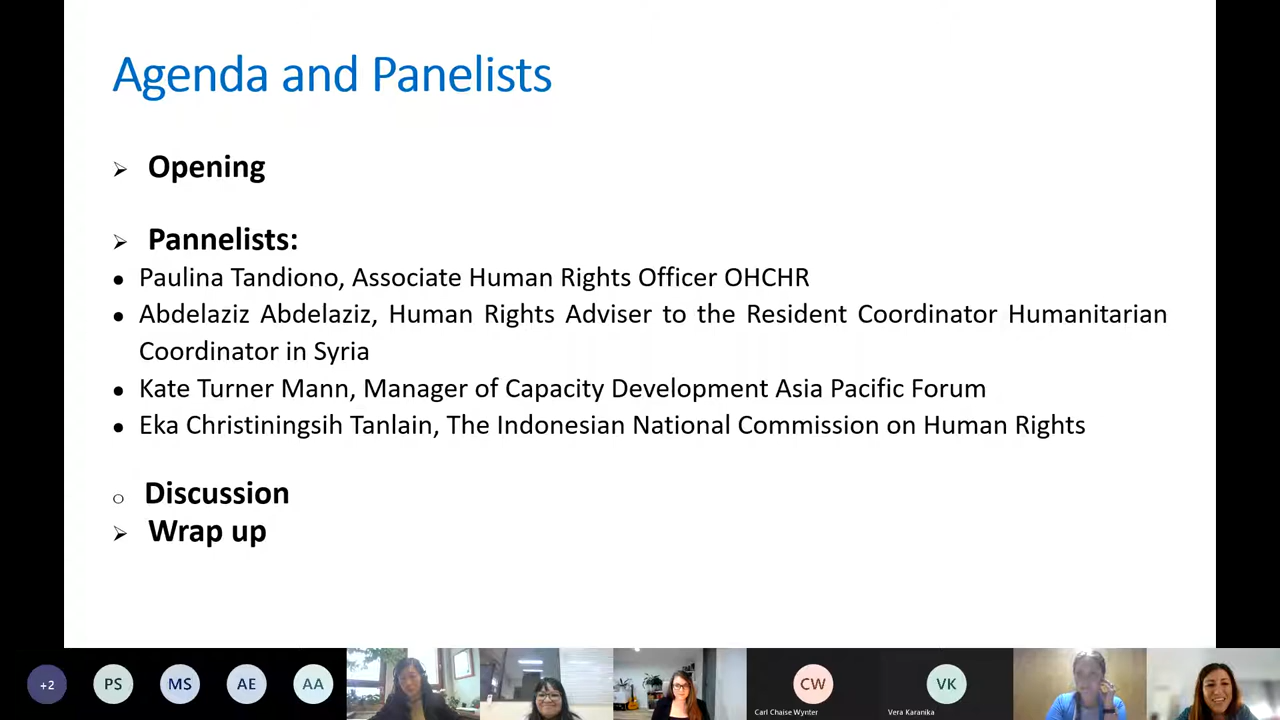 Agenda and Panelists
Opening
Pannelists:
Paulina Tandiono, Associate Human Rights Officer OHCHR
Abdelaziz Abdelaziz, Human Rights Adviser to the Resident Coordinator Humanitarian
Coordinator in Syria
Kate Turner Mann, Manager of Capacity Development Asia Pacific Forum
Eka Christiningsih Tanlain, The Indonesian National Commission on Human Rights
Discussion
Wrap up
+2 PS MS AE AA CW VK
Carl Chaise Wynter Vera Karanika